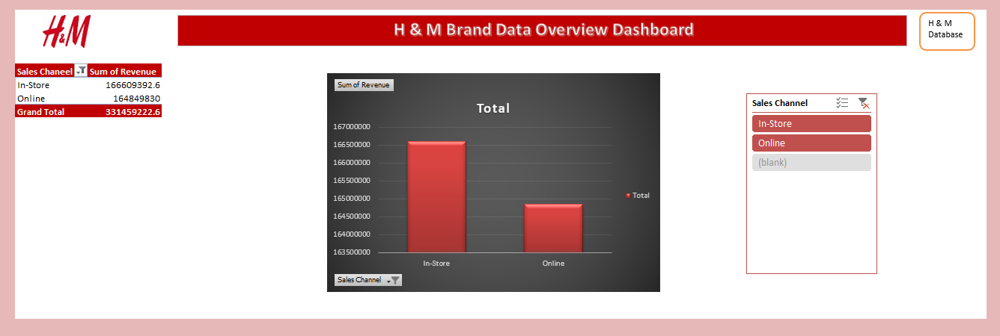 H&M
H & M Brand Data Overview Dashboard
H & M
Database
Sales Chaneel Sum of Revenue
In-Store 166609392.6
Online 164849830
Grand Total 331459222.6
Sum of Revenue
Total
167000000
166500000
166000000
165500000
165000000
164500000
164000000
163500000
In-Store Online
Total
Sales Channel
Sales Channel
In-Store
Online
(blank)